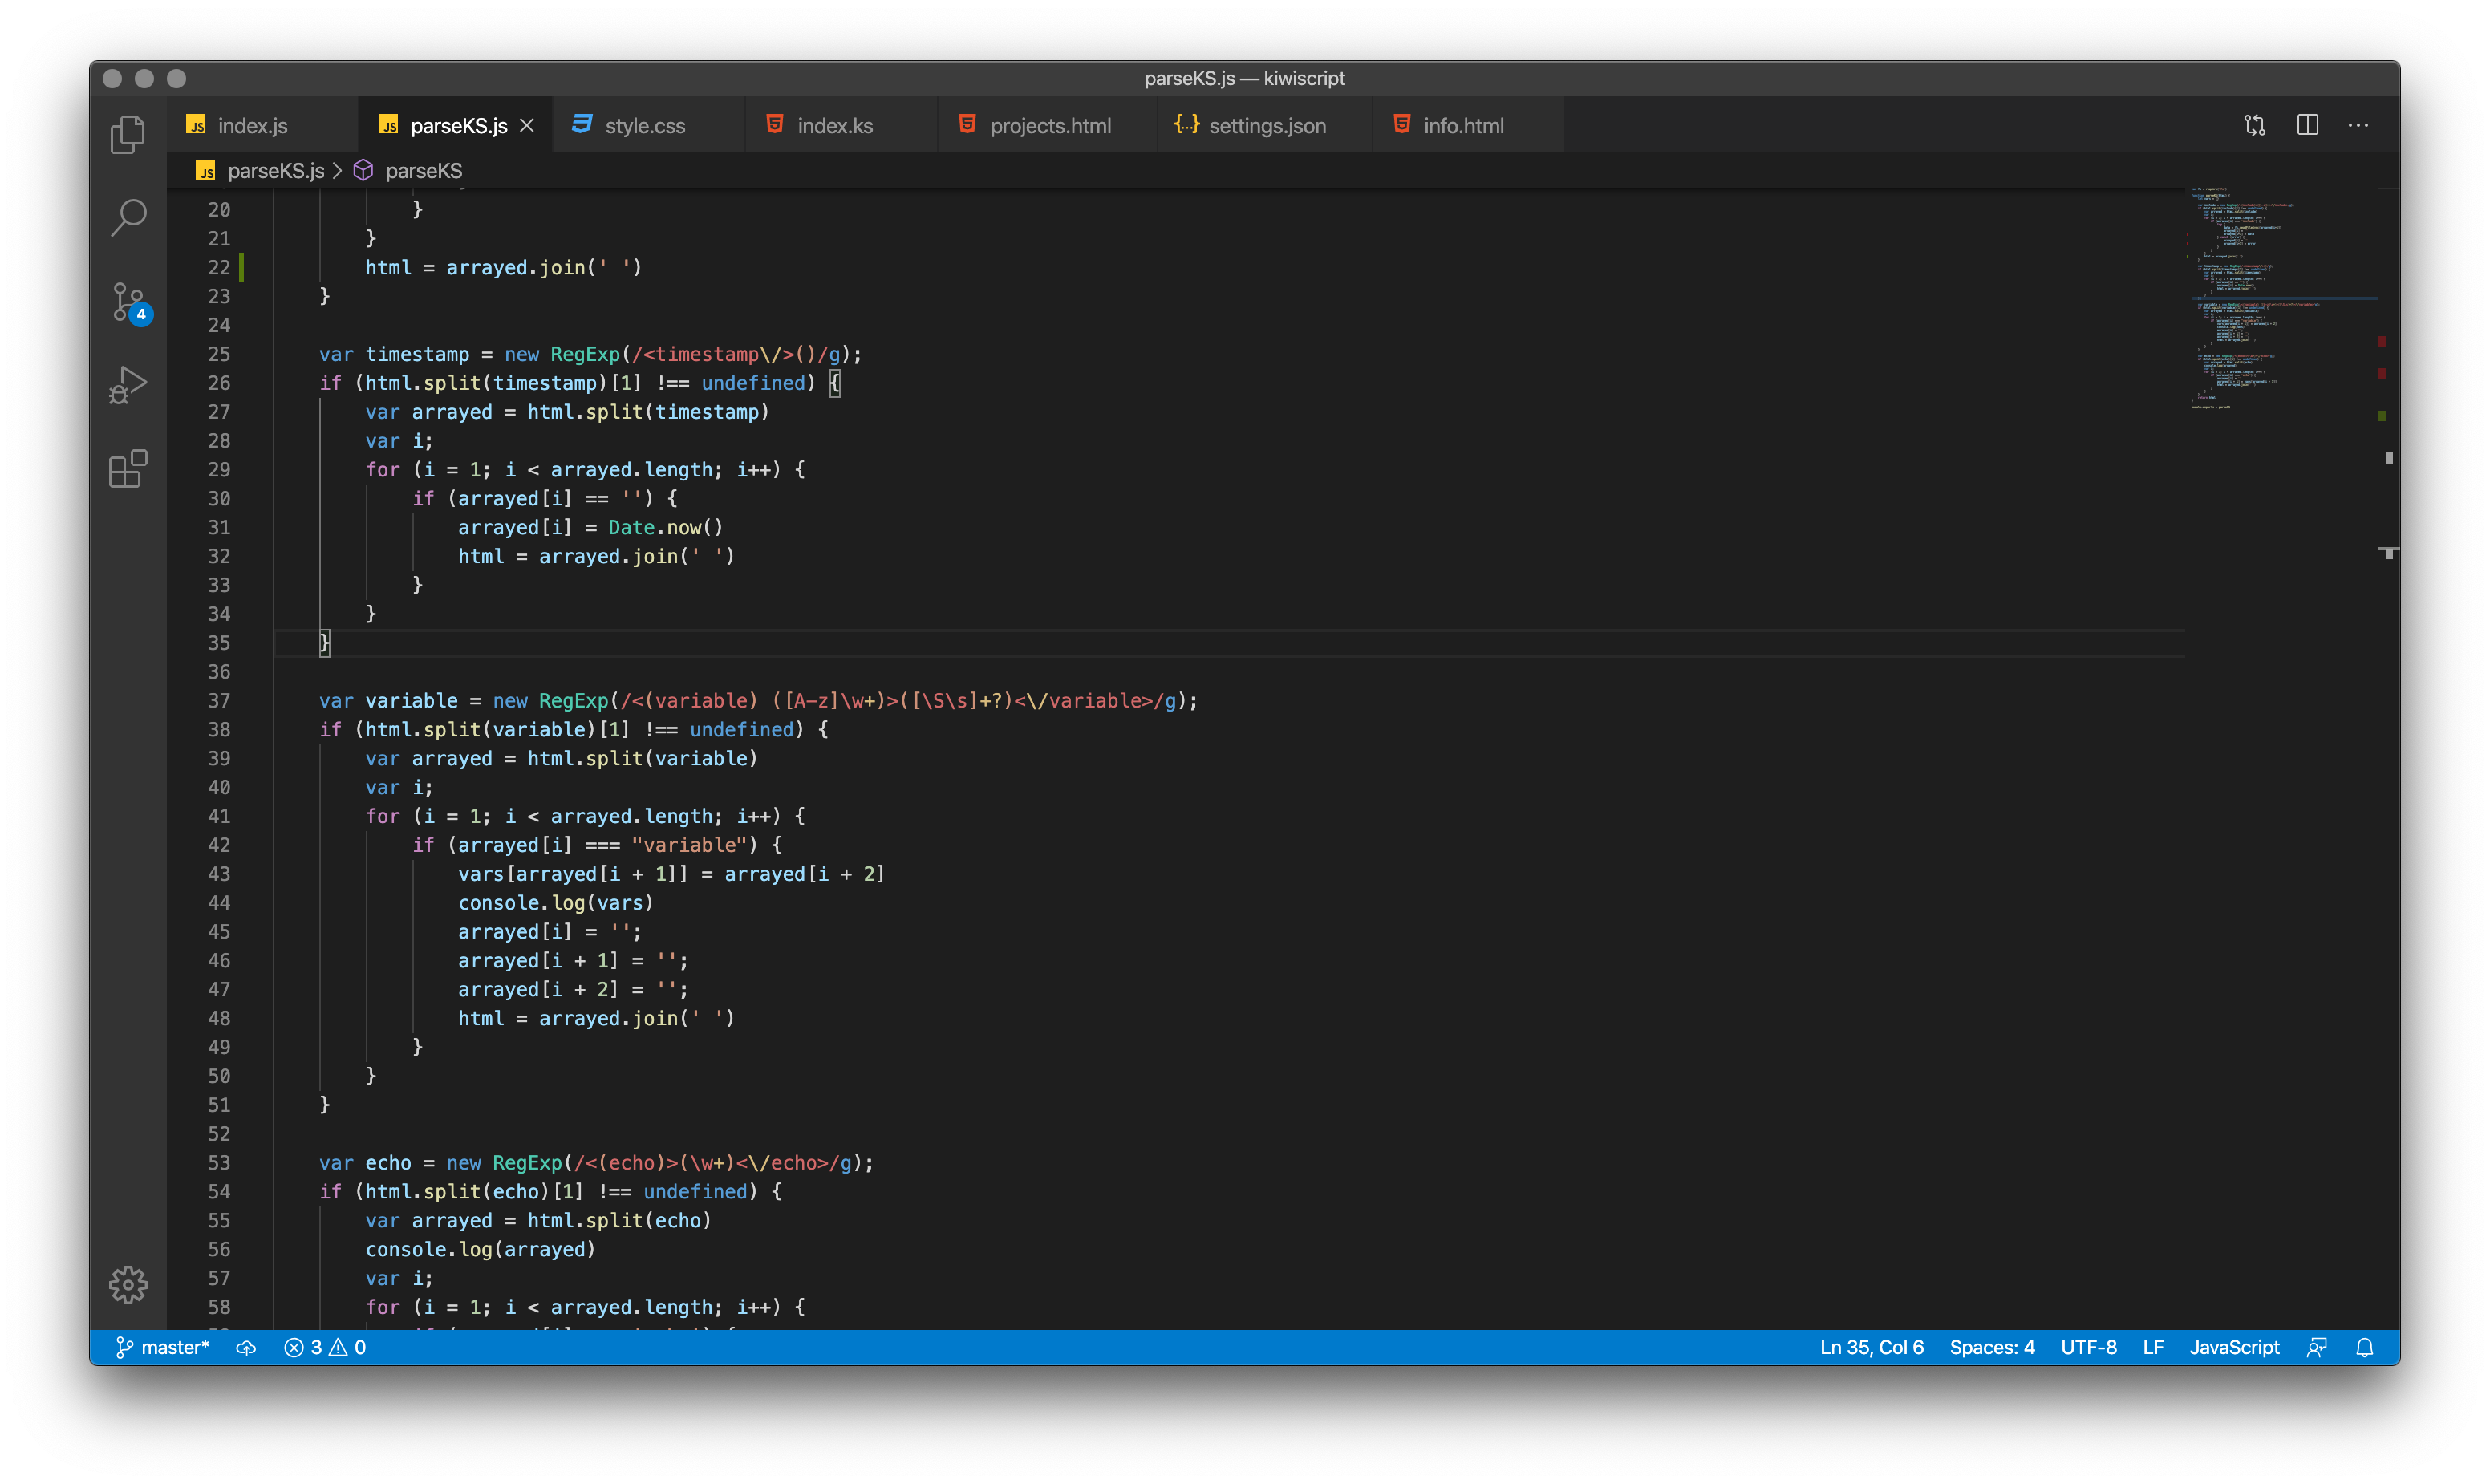 parseKS.js — kiwiscript
index.js
parseKS.js
style.css
index.ks
projects.html
{..} settings.json
info.html
parseKS.js > parseKS
20 }
21 }
22 html = arrayed.join(' ')
23 }
24
25 var timestamp = new RegExp(/<timestamp\/>()/g);
26 if (html.split(timestamp)[1] !== undefined) {
27 var arrayed = html.split(timestamp)
28 var i;
29 for (i = 1; i < arrayed.length; i++) {
30 if (arrayed[i] == '') {
31 arrayed[i] = Date.now()
32 html = arrayed.join(' ')
33 }
34 }
35 }
36
37 var variable = new RegExp(/<(variable) ([A-z]\w+)>([\S\s]+?)<\/variable>/g);
38 if (html.split(variable)[1] !== undefined) {
39 var arrayed = html.split(variable)
40 var i;
41 for (i = 1; i < arrayed.length; i++) {
42 if (arrayed[i] === "variable") {
43 vars[arrayed[i + 1]] = arrayed[i + 2]
44 console.log(vars)
45 arrayed[i] = '';
46 arrayed[i + 1] = '';
47 arrayed[i + 2] = '';
48 html = arrayed.join(' ')
49 }
50 }
51 }
52
53 var echo = new RegExp(/<(echo)>(\w+)<\/echo>/g);
54 if (html.split(echo)[1] !== undefined) {
55 var arrayed = html.split(echo)
56 console.log(arrayed)
57 var i;
58 for (i = 1; i < arrayed.length; i++) {
4
master* 3 0 Ln 35, Col 6 Spaces: 4 UTF-8 LF JavaScript